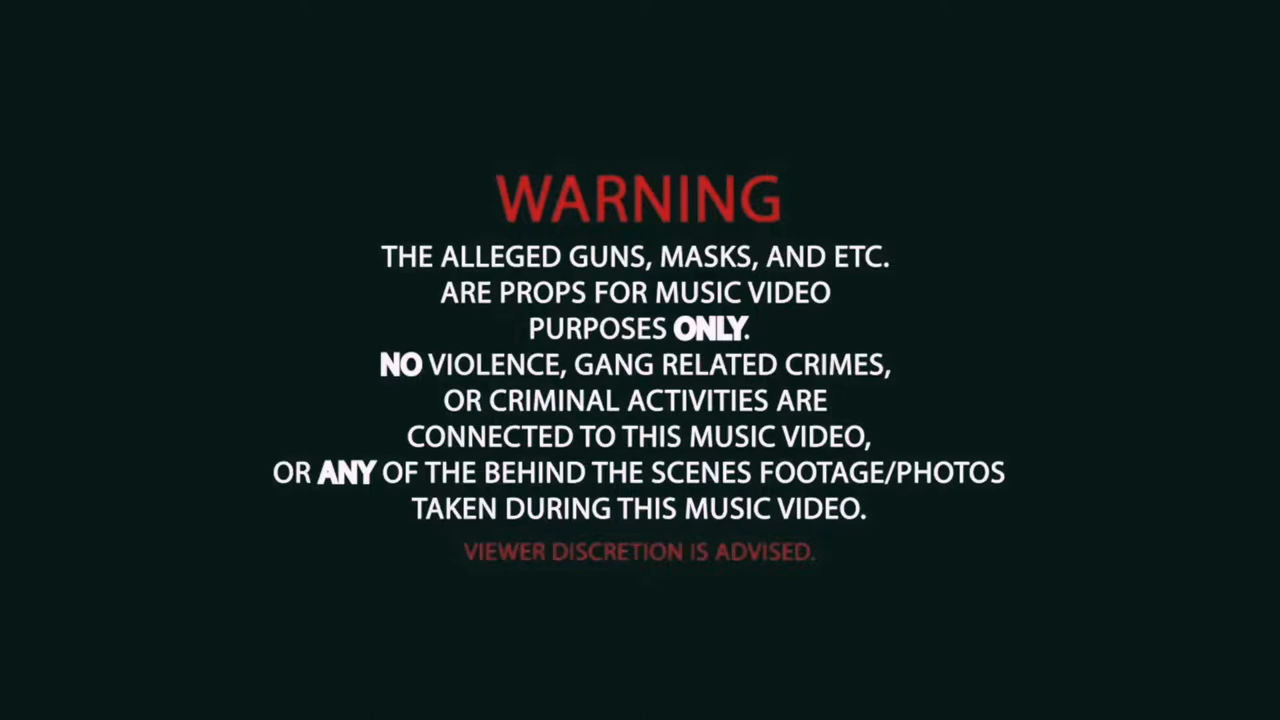 WARNING
THE ALLEGED GUNS, MASKS, AND ETC.
ARE PROPS FOR MUSIC VIDEO
PURPOSES ONLY.
NO VIOLENCE, GANG RELATED CRIMES,
OR CRIMINAL ACTIVITIES ARE
CONNECTED TO THIS MUSIC VIDEO,
OR ANY OF THE BEHIND THE SCENES FOOTAGE/PHOTOS
TAKEN DURING THIS MUSIC VIDEO.
VIEWER DISCRETION IS ADVISED.